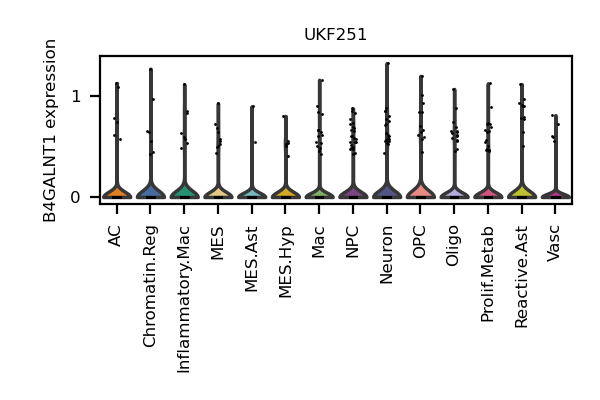 UKF251
B4GALNT1 expression
1
0
AC
Chromatin.Reg
Inflammatory.Mac
MES
MES.Ast
MES.Hyp
Mac
NPC
Neuron
OPC
Oligo
Prolif.Metab
Reactive.Ast
Vasc